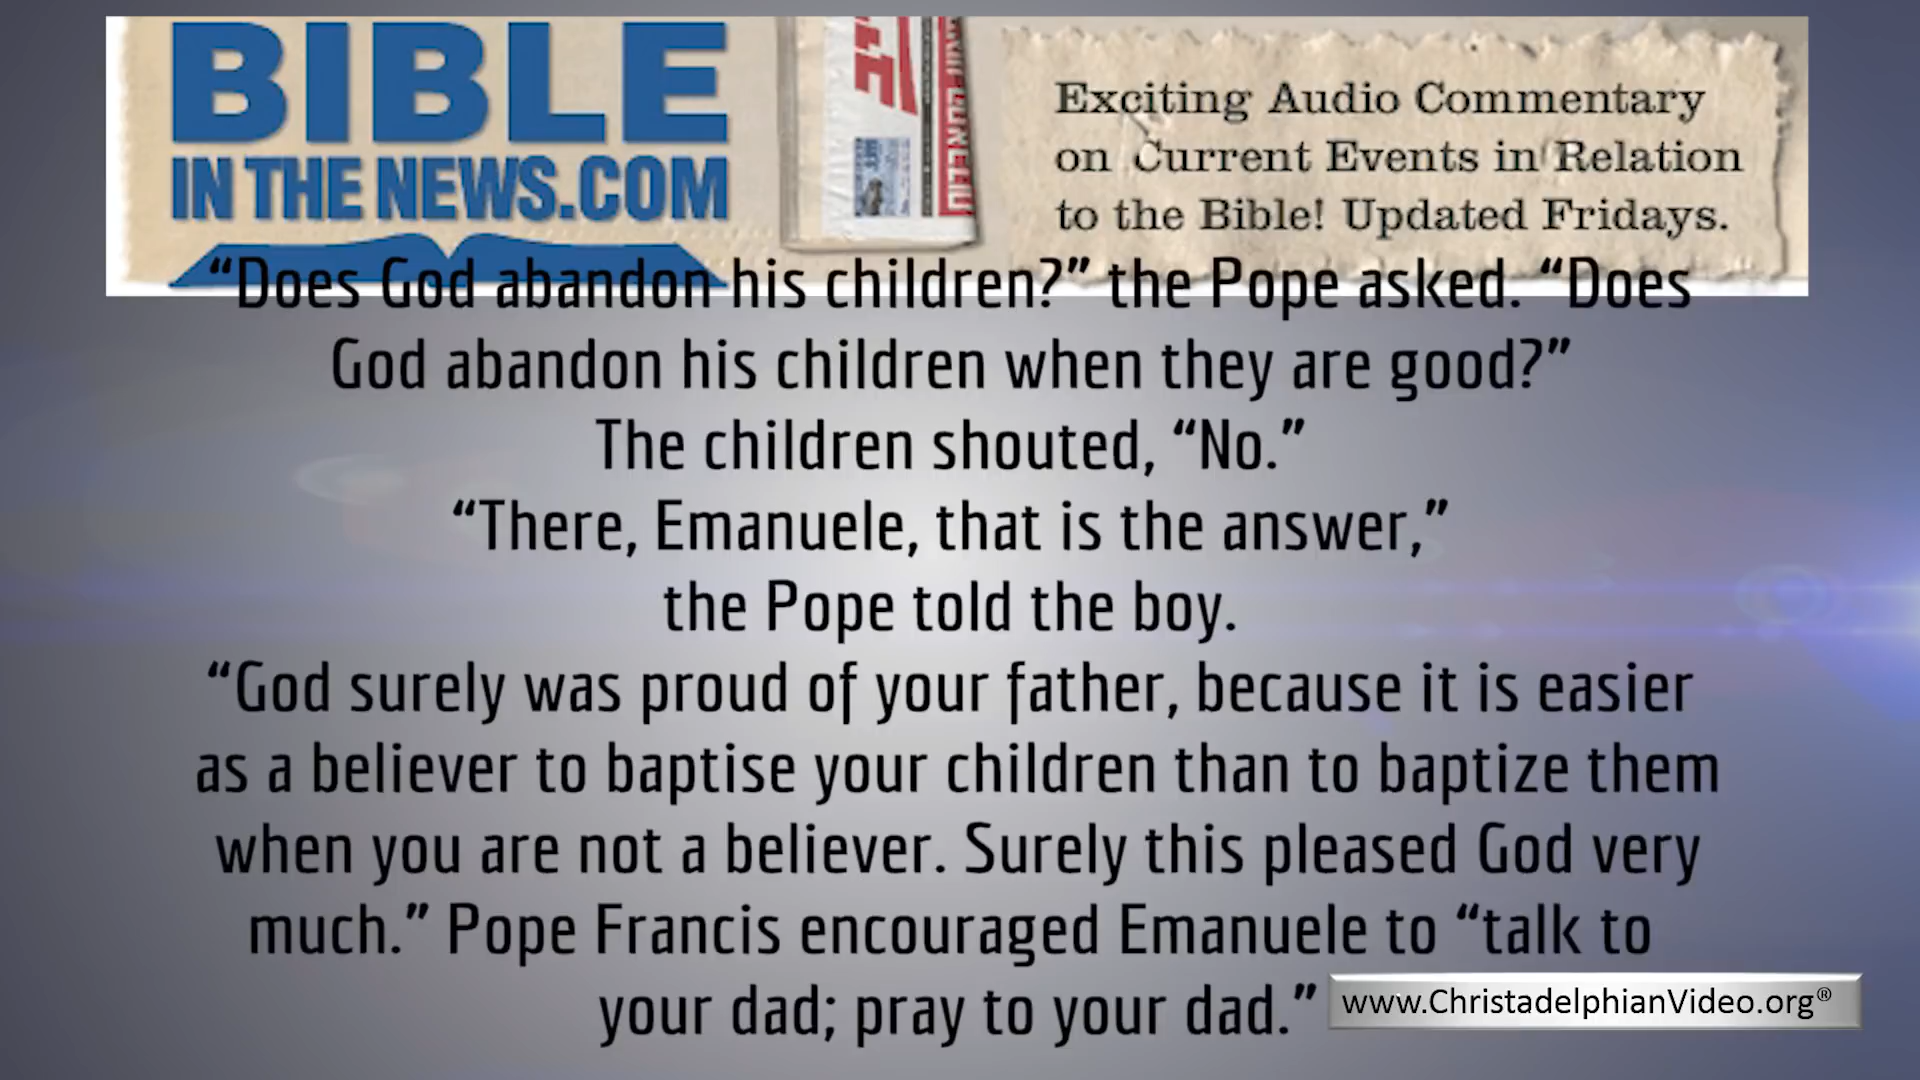 BIBLE
IN THE NEWS.COM
Exciting Audio Commentary
on Current Events in Relation
to the Bible! Updated Fridays.
“Does God abandon his children?” the Pope asked. “Does
God abandon his children when they are good?”
The children shouted, “No.”
“There, Emanuele, that is the answer,”
the Pope told the boy.
“God surely was proud of your father, because it is easier
as a believer to baptise your children than to baptize them
when you are not a believer. Surely this pleased God very
much.” Pope Francis encouraged Emanuele to “talk to
your dad; pray to your dad.”
www.ChristadelphianVideo.org®